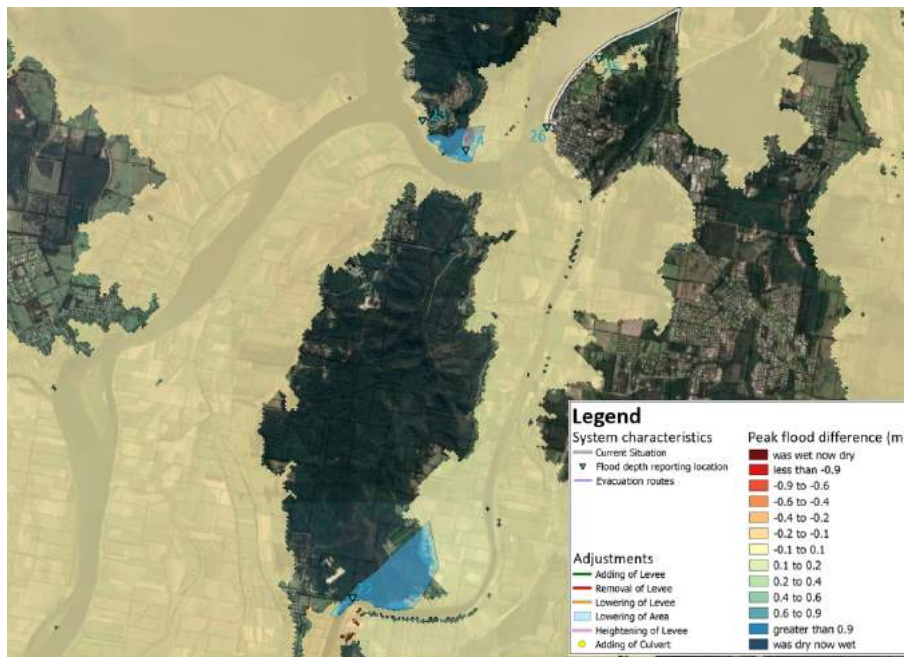 26
Legend
System characteristics
Current Situation
Flood depth reporting location
Evacuation routes
Adjustments
Adding of Levee
Removal of Levee
Lowering of Levee
Lowering of Area
Heightening of Levee
Adding of Culvert
Peak flood difference (m
was wet now dry
less than -0.9
-0.9 to -0.6
-0.6 to -0.4
-0.4 to -0.2
-0.2 to -0.1
-0.1 to 0.1
0.1 to 0.2
0.2 to 0.4
0.4 to 0.6
0.6 to 0.9
greater than 0.9
was dry now wet